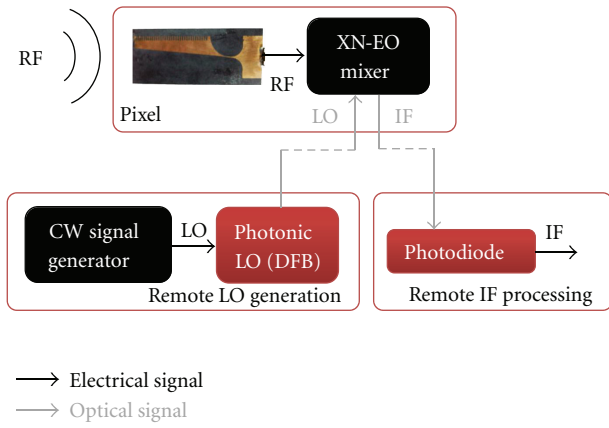 RF
RF
XN-EO
mixer
Pixel
LO
IF
CW signal
generator
LO
Photonic
LO (DFB)
Remote LO generation
Photodiode
IF
Remote IF processing
Electrical signal
Optical signal